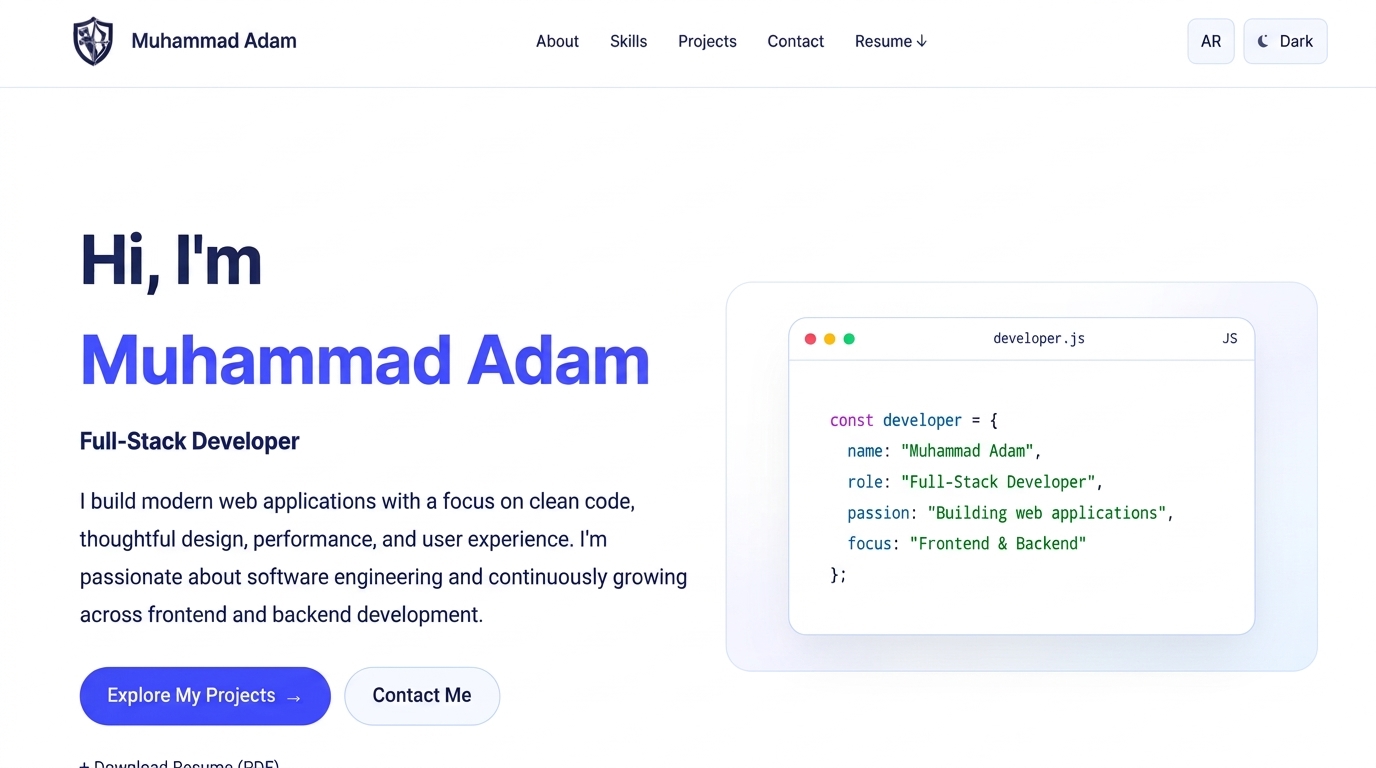 Muhammad Adam
About Skills Projects Contact Resume ↓
AR Dark
Hi, I'm
Muhammad Adam
Full-Stack Developer
I build modern web applications with a focus on clean code,
thoughtful design, performance, and user experience. I'm
passionate about software engineering and continuously growing
across frontend and backend development.
Explore My Projects →
Contact Me
Download Resume (PDF)
developer.js
JS
const developer = {
  name: "Muhammad Adam",
  role: "Full-Stack Developer",
  passion: "Building web applications",
  focus: "Frontend & Backend"
};